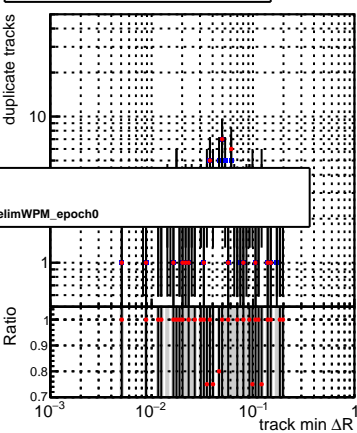 duplicate tracks
10
elimWPM_epoch0
1
Ratio
1
0.9
0.8
0.7
10⁻³ 10⁻² 10⁻¹ 1
track min ΔR